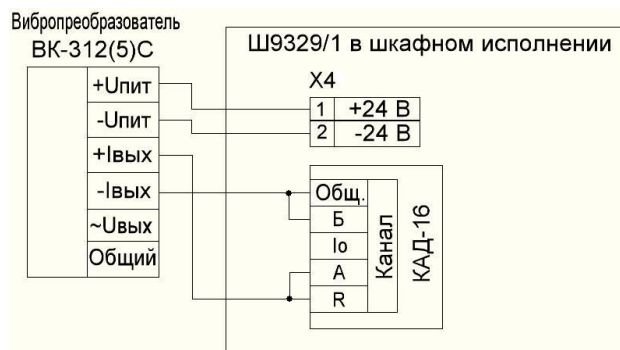 Вибропреобразователь
ВК-312(5)С
Ш9329/1 в шкафном исполнении
+Uпит
-Uпит
+Iвых
-Iвых
~Uвых
Общий
X4
1 +24 В
2 -24 В
Общ.
Б
Io
А
R
Канал
КАД-16